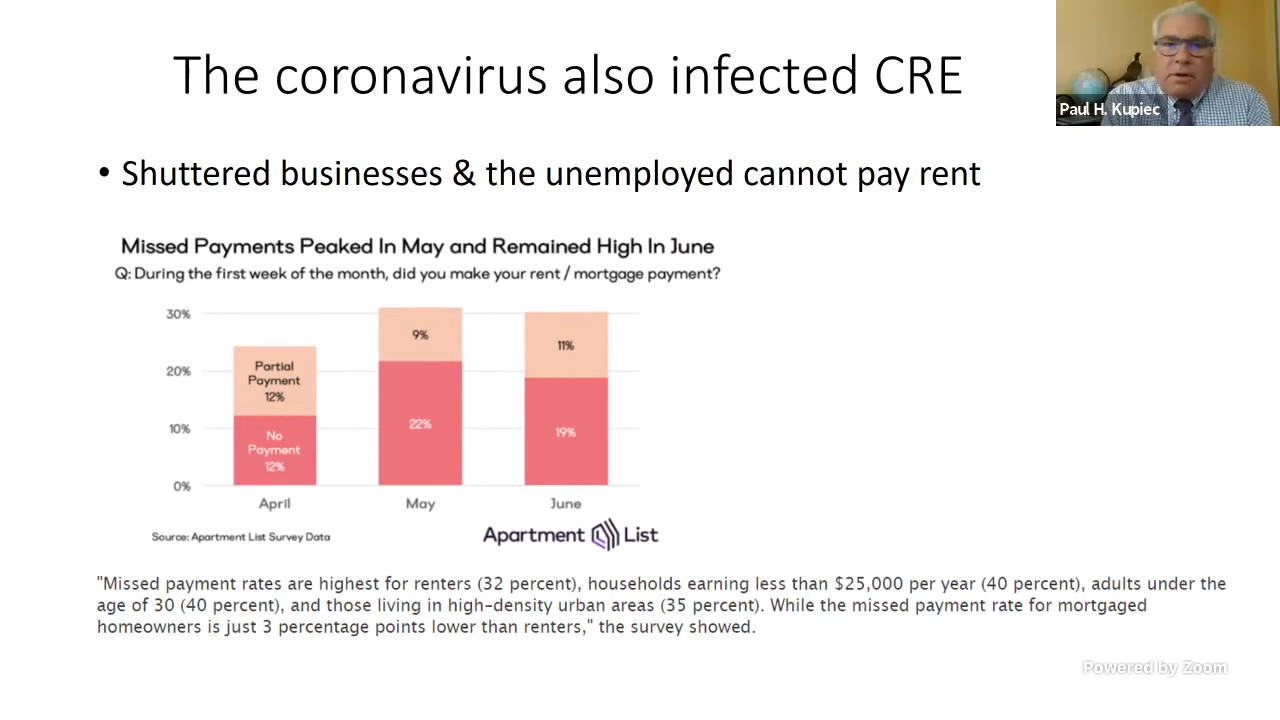 The coronavirus also infected CRE
Paul H. Kupiec
• Shuttered businesses & the unemployed cannot pay rent
Missed Payments Peaked In May and Remained High In June
Q: During the first week of the month, did you make your rent / mortgage payment?
30%
20%
10%
0%
Partial
Payment
12%
No
Payment
12%
9%
22%
11%
19%
April
May
June
Source: Apartment List Survey Data
Apartment List
"Missed payment rates are highest for renters (32 percent), households earning less than $25,000 per year (40 percent), adults under the
age of 30 (40 percent), and those living in high-density urban areas (35 percent). While the missed payment rate for mortgaged
homeowners is just 3 percentage points lower than renters," the survey showed.
Powered by Zoom